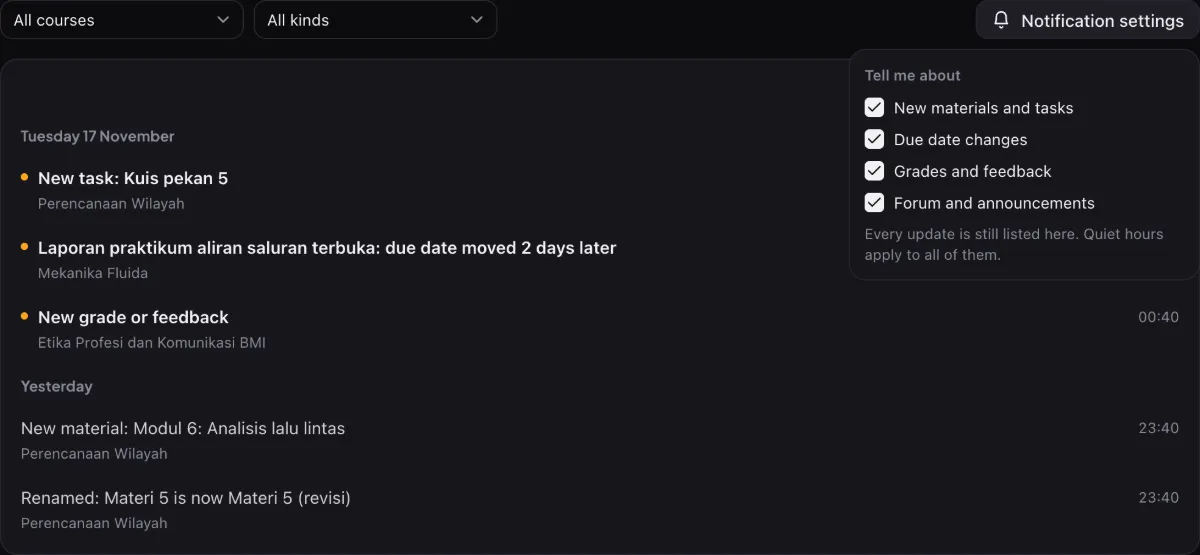 All courses
All kinds
Notification settings
Tell me about
New materials and tasks
Due date changes
Grades and feedback
Forum and announcements
Every update is still listed here. Quiet hours
apply to all of them.
Tuesday 17 November
New task: Kuis pekan 5
Perencanaan Wilayah
Laporan praktikum aliran saluran terbuka: due date moved 2 days later
Mekanika Fluida
New grade or feedback
00:40
Etika Profesi dan Komunikasi BMI
Yesterday
New material: Modul 6: Analisis lalu lintas
23:40
Perencanaan Wilayah
Renamed: Materi 5 is now Materi 5 (revisi)
23:40
Perencanaan Wilayah